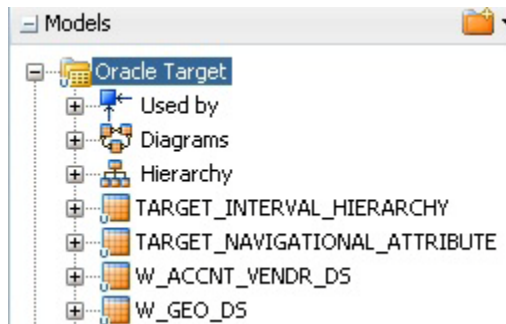 Models
Oracle Target
Used by
Diagrams
Hierarchy
TARGET_INTERVAL_HIERARCHY
TARGET_NAVIGATIONAL_ATTRIBUTE
W_ACCNT_VENDR_DS
W_GEO_DS